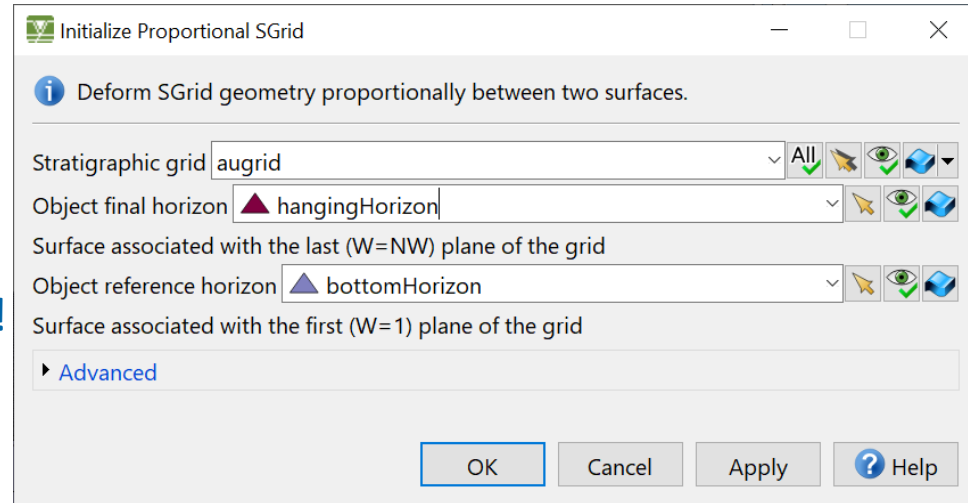 Initialize Proportional SGrid
Deform SGrid geometry proportionally between two surfaces.
Stratigraphic grid augrid All
Object final horizon hangingHorizon
Surface associated with the last (W=NW) plane of the grid
Object reference horizon bottomHorizon
!
Surface associated with the first (W=1) plane of the grid
Advanced
OK Cancel Apply ? Help